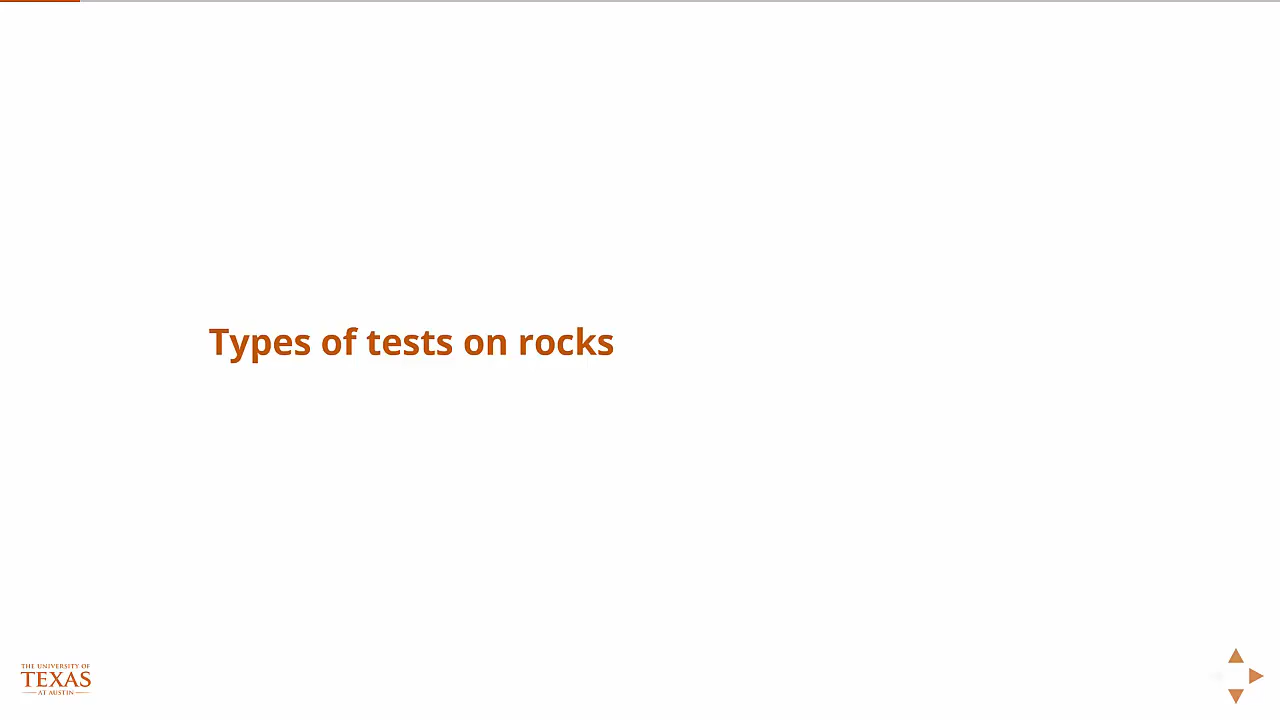 Types of tests on rocks
THE UNIVERSITY OF
TEXAS
AT AUSTIN